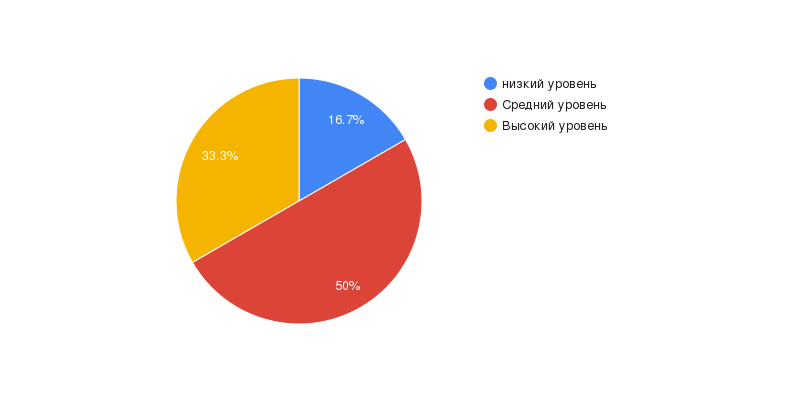 низкий уровень
Средний уровень
Высокий уровень
16.7%
33.3%
50%